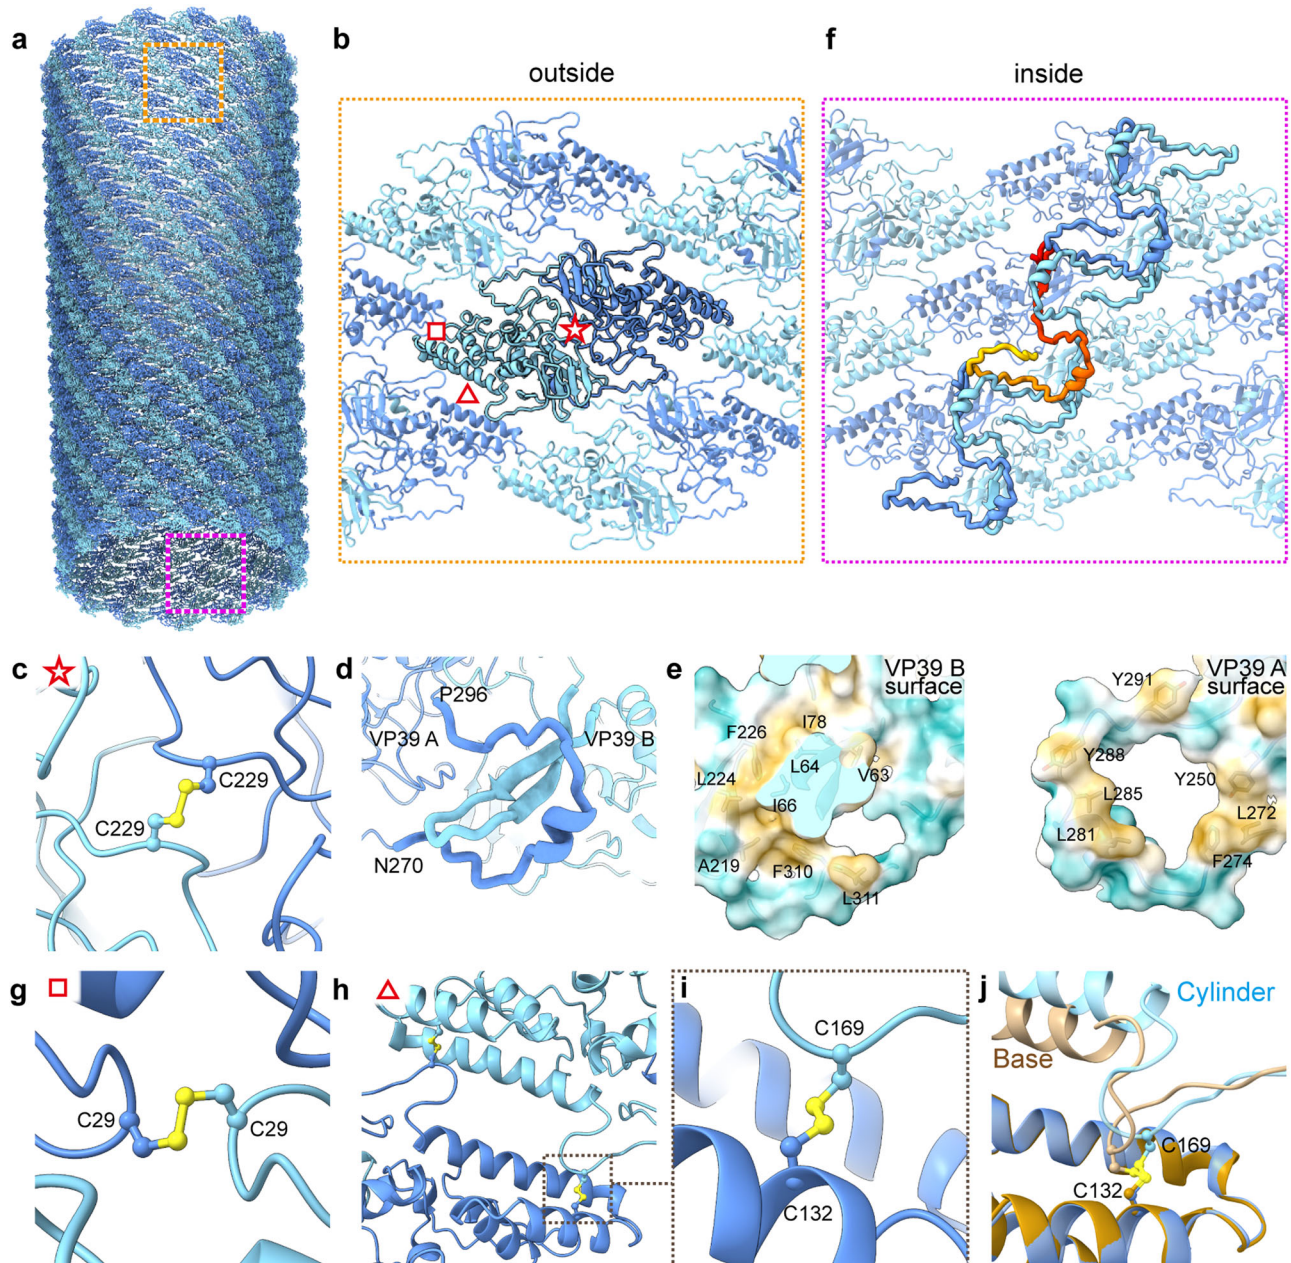 a
b
f
outside
inside
c
C229
C229
d
P296
VP39 A
VP39 B
N270
e
VP39 B
surface
I78
F226
L64
V63
L224
I66
A219
F310
L311
VP39 A
surface
Y291
Y288
Y250
L285
L272
L281
F274
g
C29
C29
h
i
C169
C132
j
Cylinder
Base
C169
C132